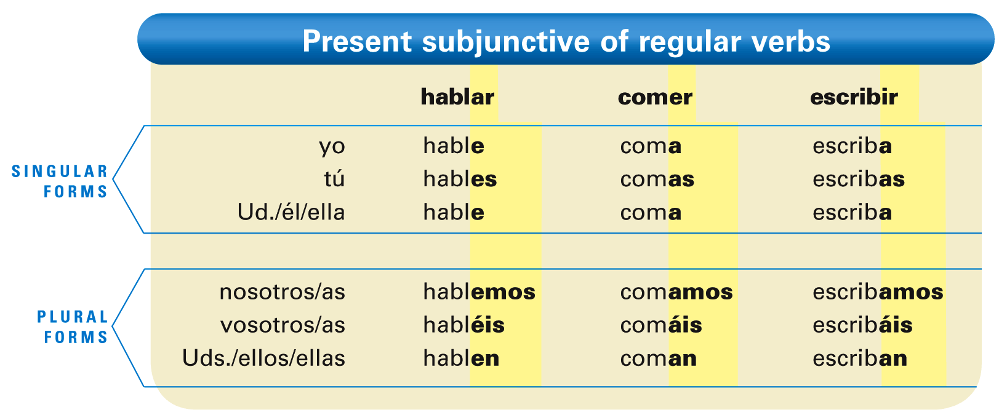 Present subjunctive of regular verbs
hablar comer escribir
SINGULAR
FORMS
yo hable coma escriba
tú hables comas escribas
Ud./él/ella hable coma escriba
PLURAL
FORMS
nosotros/as hablemos comamos escribamos
vosotros/as habléis comáis escribáis
Uds./ellos/ellas hablen coman escriban